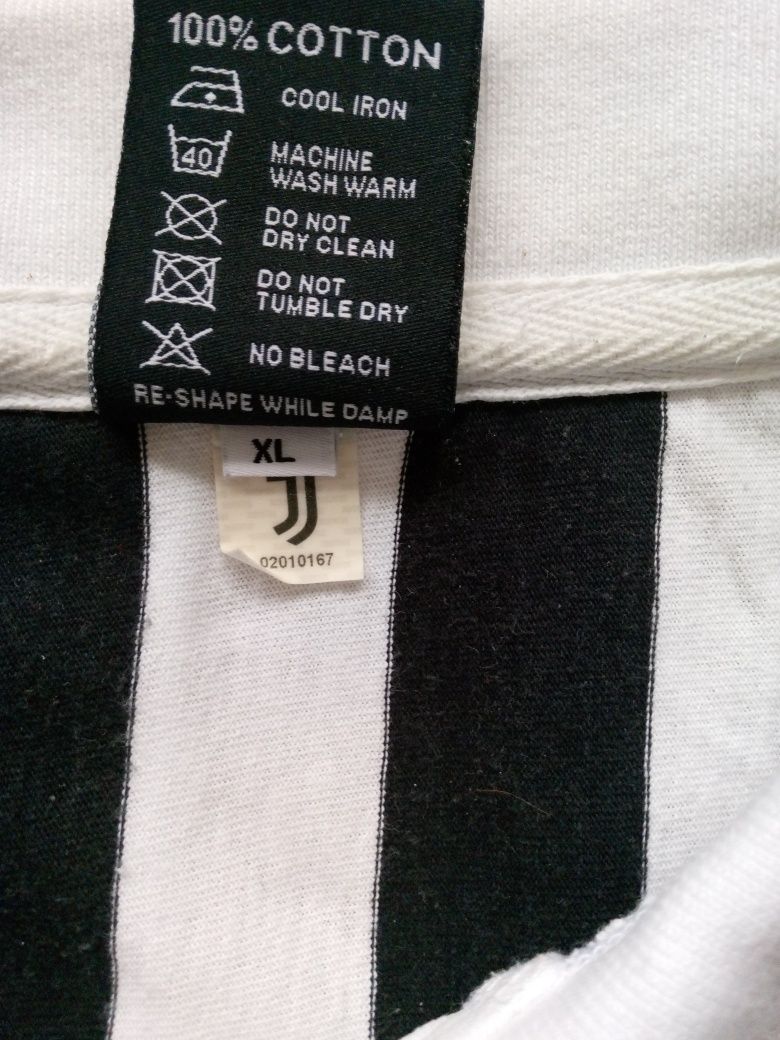 100% COTTON
COOL IRON
40
MACHINE
WASH WARM
DO NOT
DRY CLEAN
DO NOT
TUMBLE DRY
NO BLEACH
RE-SHAPE WHILE DAMP
XL
02010167